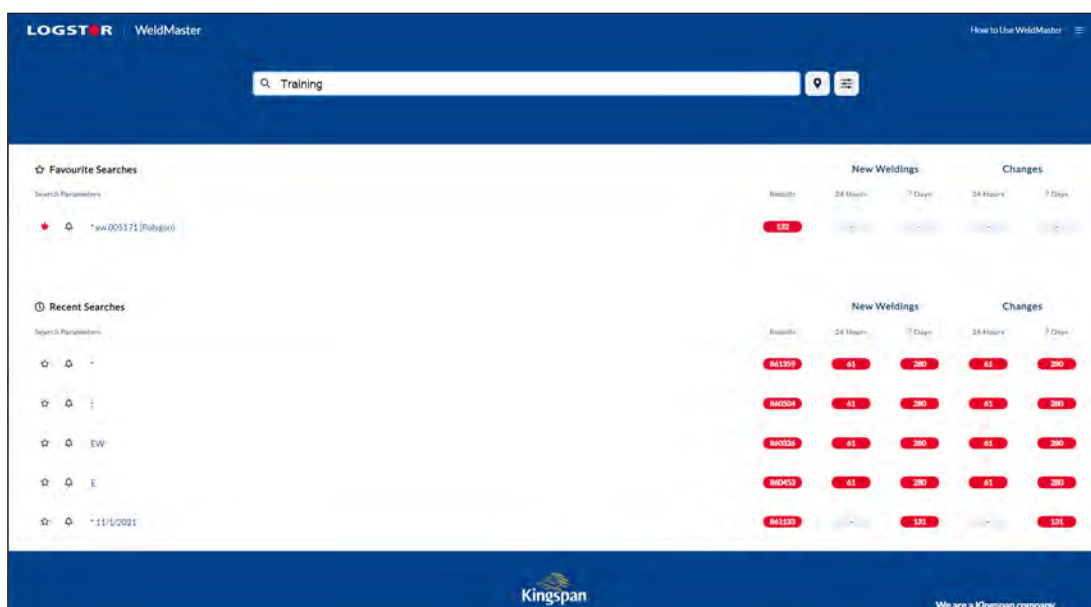 LOGSTOR WeldMaster How to Use WeldMaster
Training
Favourite Searches New Weldings Changes
Search Parameters Results 24 Hours 7 Days 24 Hours 7 Days
* aw 005171 (Polygon) 132 - - - -
Recent Searches New Weldings Changes
Search Parameters Results 24 Hours 7 Days 24 Hours 7 Days
* 861359 61 280 61 280
860504 61 280 61 280
EW 860326 61 280 61 280
E 860453 61 280 61 280
* 11/1/2021 861133 - 131 - 131
Kingspan
We are a Kingspan company